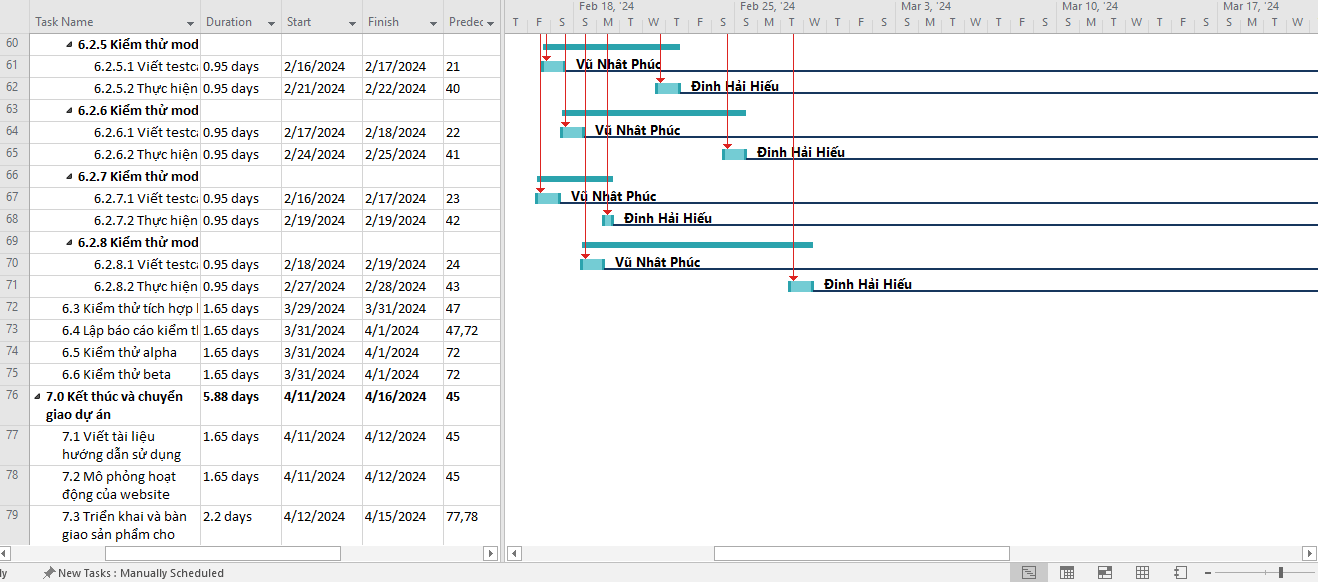 Task Name Duration Start Finish Predec
Feb 18, '24 Feb 25, '24 Mar 3, '24 Mar 10, '24 Mar 17, '24
T F S S M T W T F S S M T W T F S S M T W T F S S M T W T F S S M T W
60 6.2.5 Kiểm thử mod
61 6.2.5.1 Viết testca 0.95 days 2/16/2024 2/17/2024 21 Vũ Nhât Phúc
62 6.2.5.2 Thực hiện 0.95 days 2/21/2024 2/22/2024 40 Đinh Hải Hiếu
63 6.2.6 Kiểm thử mod
64 6.2.6.1 Viết testca 0.95 days 2/17/2024 2/18/2024 22 Vũ Nhât Phúc
65 6.2.6.2 Thực hiện 0.95 days 2/24/2024 2/25/2024 41 Đinh Hải Hiếu
66 6.2.7 Kiểm thử mod
67 6.2.7.1 Viết testca 0.95 days 2/16/2024 2/17/2024 23 Vũ Nhât Phúc
68 6.2.7.2 Thực hiện 0.95 days 2/19/2024 2/19/2024 42 Đinh Hải Hiếu
69 6.2.8 Kiểm thử mod
70 6.2.8.1 Viết testca 0.95 days 2/18/2024 2/19/2024 24 Vũ Nhât Phúc
71 6.2.8.2 Thực hiện 0.95 days 2/27/2024 2/28/2024 43 Đinh Hải Hiếu
72 6.3 Kiểm thử tích hợp 1.65 days 3/29/2024 3/31/2024 47
73 6.4 Lập báo cáo kiểm th 1.65 days 3/31/2024 4/1/2024 47,72
74 6.5 Kiểm thử alpha 1.65 days 3/31/2024 4/1/2024 72
75 6.6 Kiểm thử beta 1.65 days 3/31/2024 4/1/2024 72
76 7.0 Kết thúc và chuyển 5.88 days 4/11/2024 4/16/2024 45
giao dự án
77 7.1 Viết tài liệu 1.65 days 4/11/2024 4/12/2024 45
hướng dẫn sử dụng
78 7.2 Mô phỏng hoạt 1.65 days 4/11/2024 4/12/2024 45
động của website
79 7.3 Triển khai và bàn 2.2 days 4/12/2024 4/15/2024 77,78
giao sản phẩm cho
New Tasks : Manually Scheduled